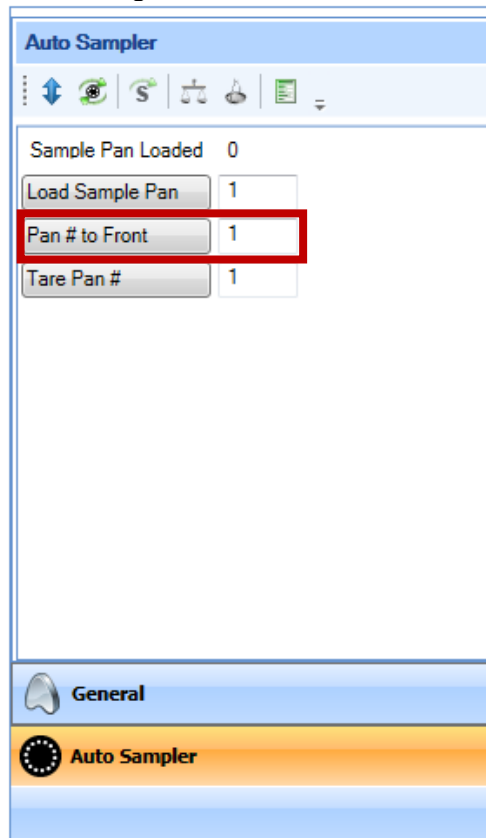 Auto Sampler
S
Sample Pan Loaded 0
Load Sample Pan 1
Pan # to Front 1
Tare Pan # 1
General
Auto Sampler